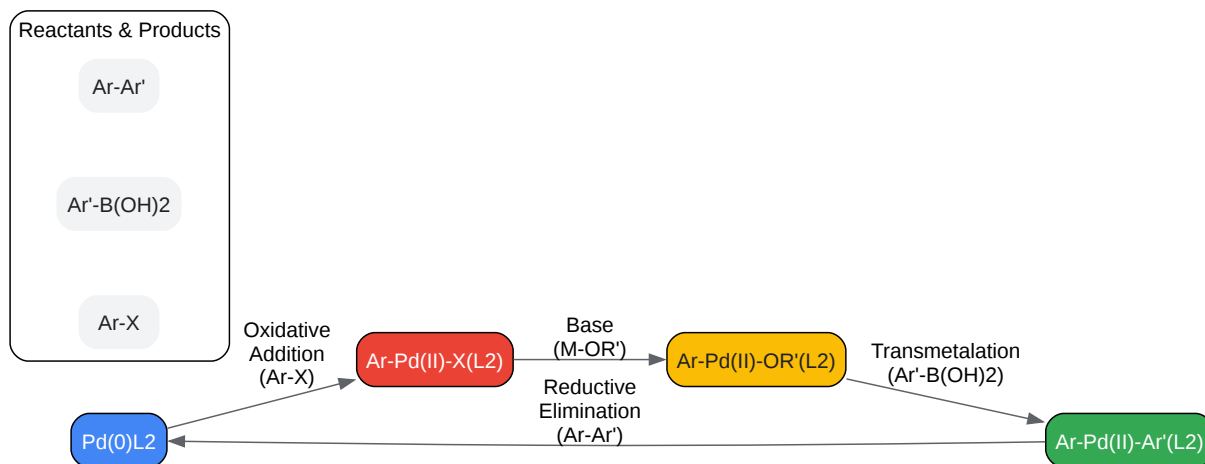 Reactants & Products
Ar-Ar'
Ar'-B(OH)2
Ar-X
Oxidative
Addition
(Ar-X)
Base
(M-OR')
Transmetalation
(Ar'-B(OH)2)
Reductive
Elimination
(Ar-Ar')
Pd(0)L2
Ar-Pd(II)-X(L2)
Ar-Pd(II)-OR'(L2)
Ar-Pd(II)-Ar'(L2)